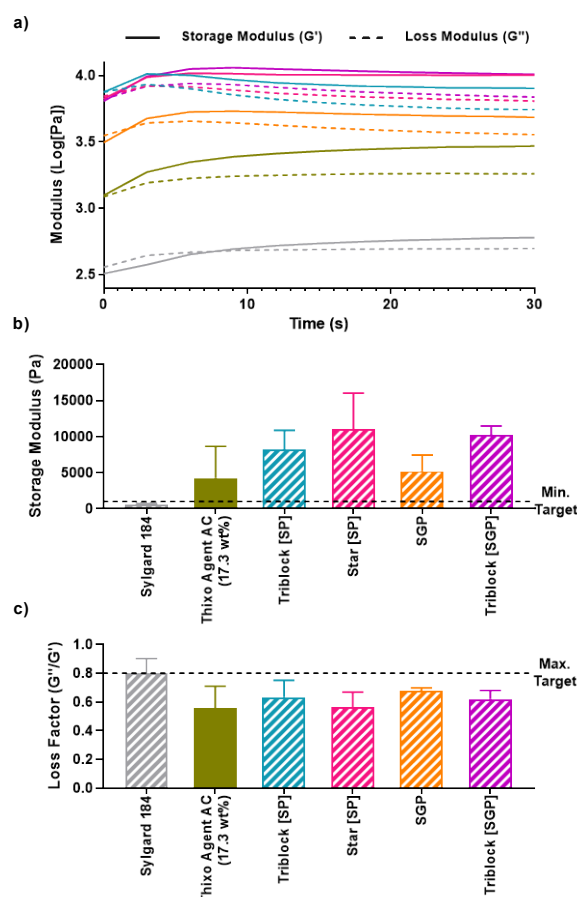 a)
Storage Modulus (G') Loss Modulus (G'')
Modulus (Log[Pa])
4.0
3.5
3.0
2.5
0 10 20 30
Time (s)
b)
Storage Modulus (Pa)
20000
15000
10000
5000
0
Min.
Target
Sylgard 184
Thixo Agent AC
(17.3 wt%)
Triblock [SP]
Star [SP]
SGP
Triblock [SGP]
c)
Loss Factor (G''/G')
1.0
0.8
0.6
0.4
0.2
0.0
Max.
Target
Sylgard 184
Thixo Agent AC
(17.3 wt%)
Triblock [SP]
Star [SP]
SGP
Triblock [SGP]